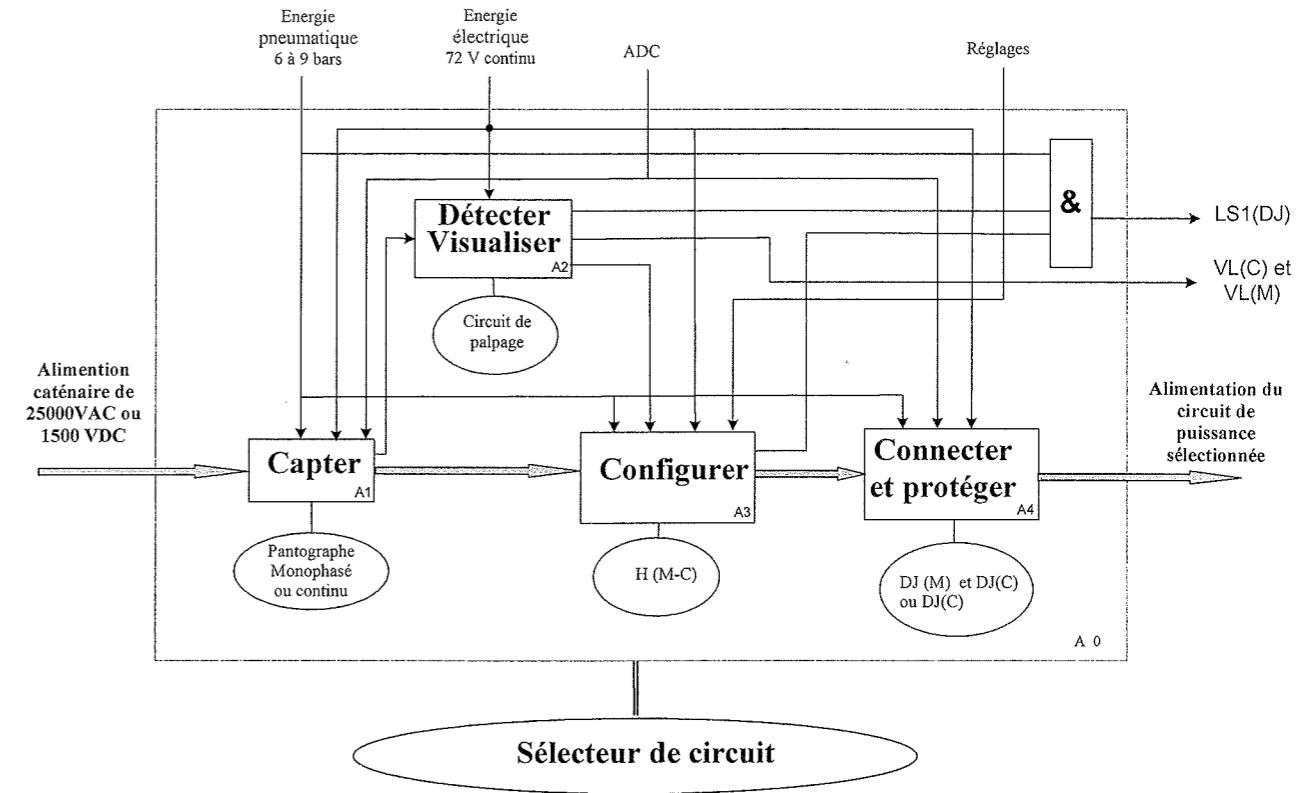 Energie
pneumatique
6 à 9 bars
Energie
électrique
72 V continu
ADC
Réglages
&
LS1(DJ)
Détecter
Visualiser
A2
VL(C) et
VL(M)
Circuit de
palpage
Alimention
caténaire de
25000VAC ou
1500 VDC
Capter
A1
Configurer
A3
Connecter
et protéger
A4
Alimentation du
circuit de
puissance
sélectionnée
Pantographe
Monophasé
ou continu
H (M-C)
DJ (M) et DJ(C)
ou DJ(C)
A 0
Sélecteur de circuit